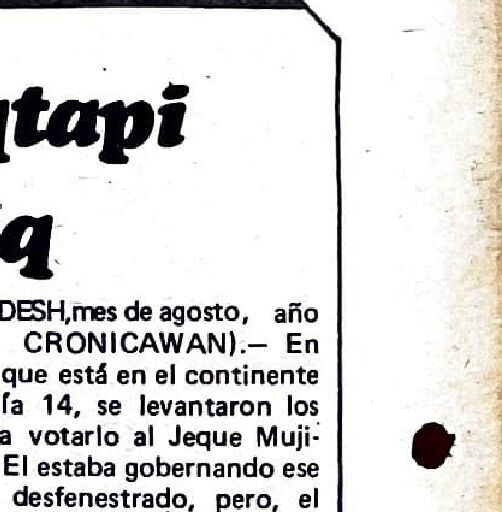 qtapi
q
DESH,mes de agosto, año
CRONICAWAN).— En
que está en el continente
ía 14, se levantaron los
a votarlo al Jeque Muji-
El estaba gobernando ese
desfenestrado, pero, el